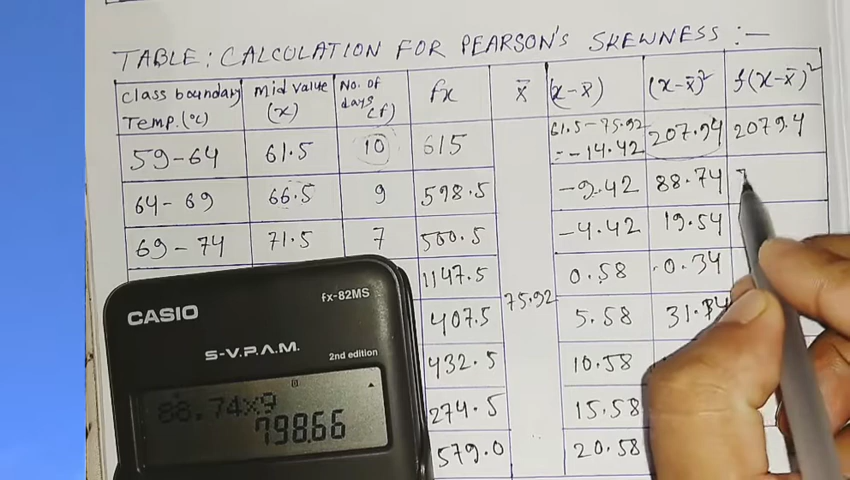 TABLE: CALCULATION FOR PEARSON'S SKEWNESS :—
Class boundary Temp.(°C) mid value (x) No. of days (f) fx x̄ (x-x̄) (x-x̄)² f(x-x̄)²
59-64 61.5 10 615 61.5-75.92 =-14.42 207.94 2079.4
64-69 66.5 9 598.5 -9.42 88.74
69-74 71.5 7 500.5 -4.42 19.54
1147.5 0.58 0.34
407.5 75.92 5.58 31.14
432.5 10.58
274.5 15.58
579.0 20.58
CASIO fx-82MS
S-V.P.A.M. 2nd edition
88.74×9
798.66